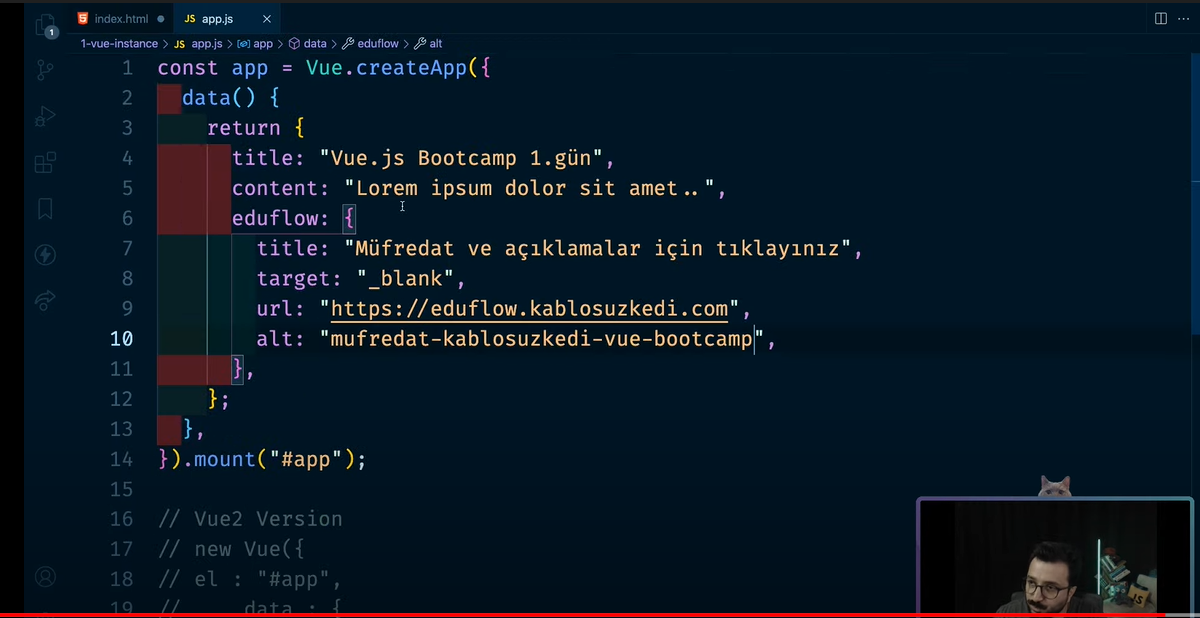 1
index.html
JS app.js
1-vue-instance > JS app.js > app > data > eduflow > alt
1 const app = Vue.createApp({
2 data() {
3 return {
4 title: "Vue.js Bootcamp 1.gün",
5 content: "Lorem ipsum dolor sit amet..",
6 eduflow: {
7 title: "Müfredat ve açıklamalar için tıklayınız",
8 target: "_blank",
9 url: "https://eduflow.kablosuzkedi.com",
10 alt: "mufredat-kablosuzkedi-vue-bootcamp",
11 },
12 };
13 },
14 }).mount("#app");
15
16 // Vue2 Version
17 // new Vue({
18 // el : "#app",
19 // data : {
JS